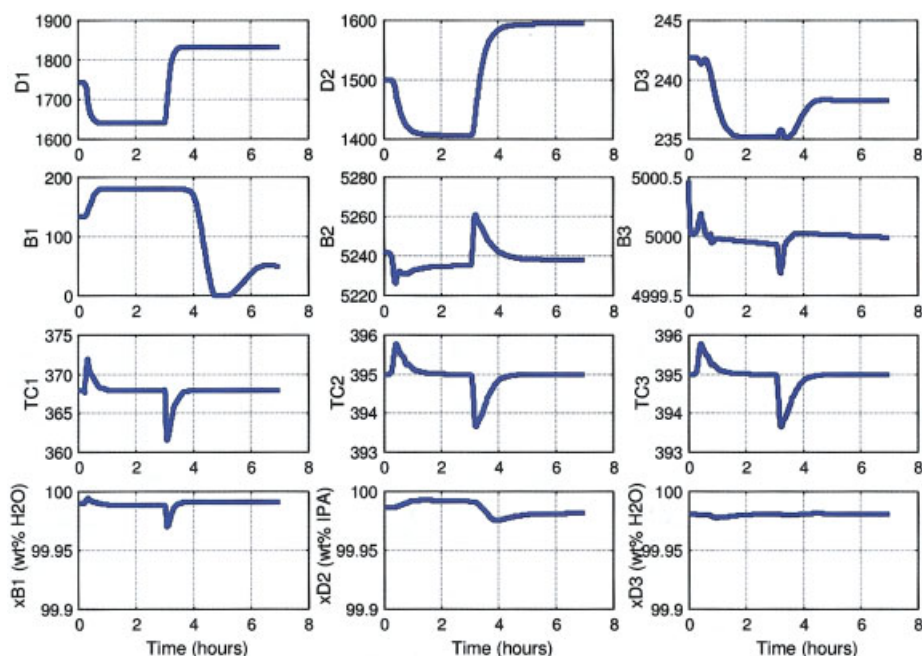 1900
1800
1700
1600
D1
0 2 4 6 8
1600
1500
1400
D2
0 2 4 6 8
245
240
235
D3
0 2 4 6 8
200
100
0
B1
0 2 4 6 8
5280
5260
5240
5220
B2
0 2 4 6 8
5000.5
5000
4999.5
B3
0 2 4 6 8
375
370
365
360
TC1
0 2 4 6 8
396
395
394
393
TC2
0 2 4 6 8
396
395
394
393
TC3
0 2 4 6 8
100
99.95
99.9
xB1 (wt% H2O)
0 2 4 6 8
Time (hours)
100
99.95
99.9
xD2 (wt% IPA)
0 2 4 6 8
Time (hours)
100
99.95
99.9
xD3 (wt% H2O)
0 2 4 6 8
Time (hours)